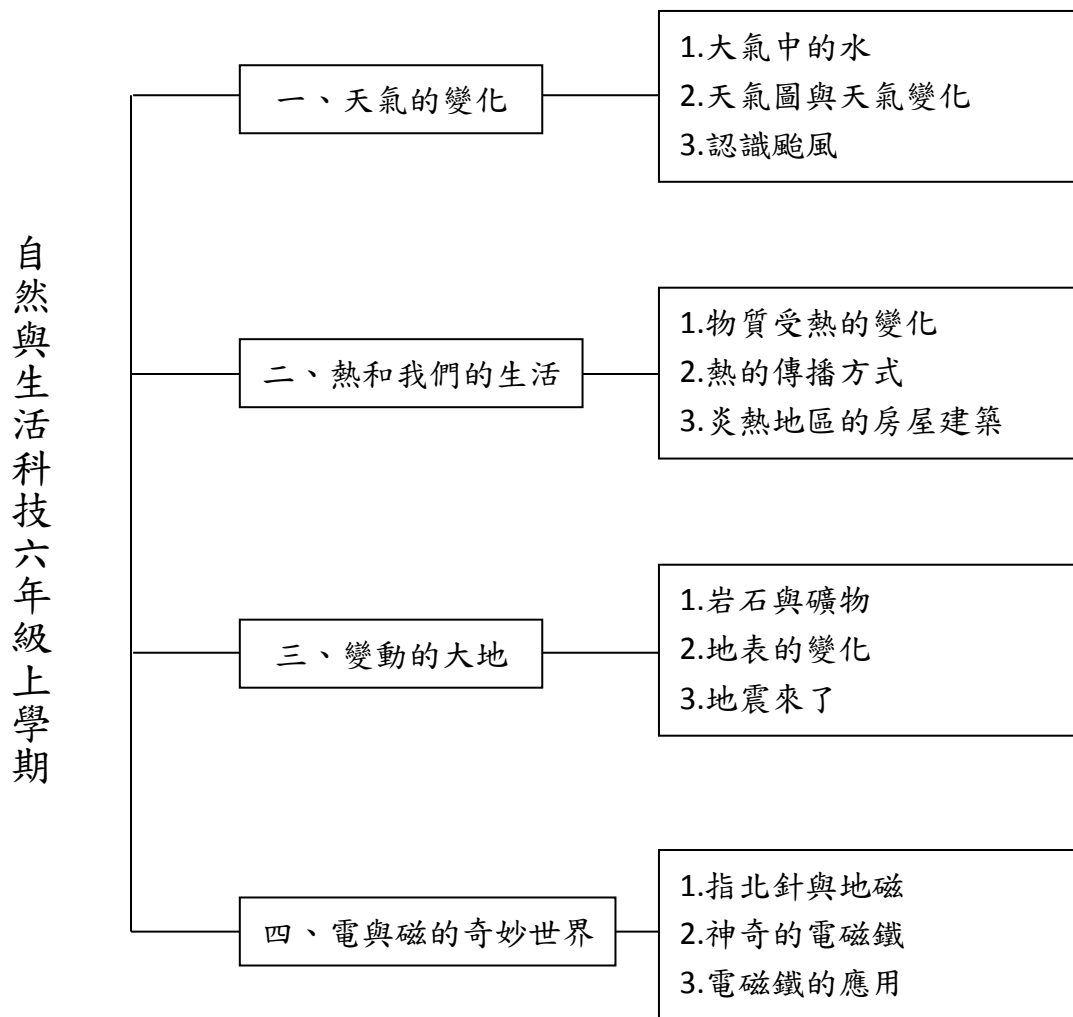 自然與生活科技六年級上學期
一、天氣的變化
1.大氣中的水
2.天氣圖與天氣變化
3.認識颱風
二、熱和我們的生活
1.物質受熱的變化
2.熱的傳播方式
3.炎熱地區的房屋建築
三、變動的大地
1.岩石與礦物
2.地表的變化
3.地震來了
四、電與磁的奇妙世界
1.指北針與地磁
2.神奇的電磁鐵
3.電磁鐵的應用